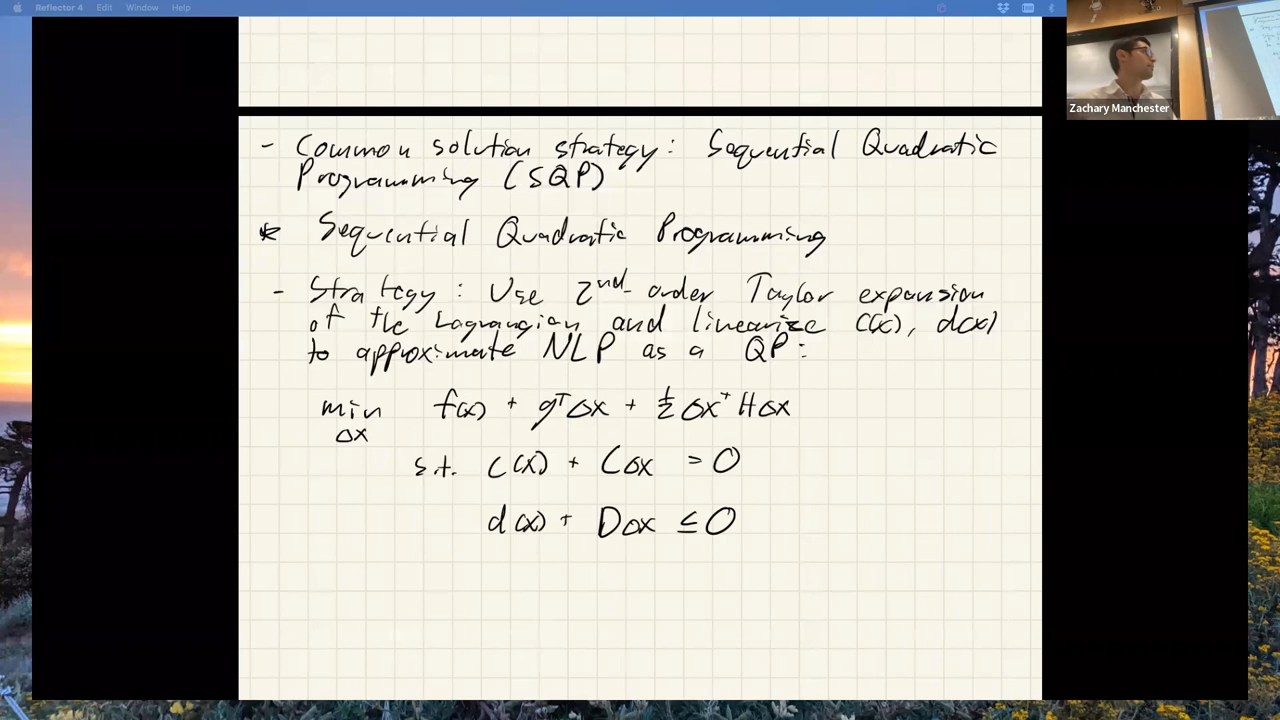 Reflector 4 Edit Window Help
Zachary Manchester
- Common solution strategy: Sequential Quadratic
Programming (SQP)
* Sequential Quadratic Programming
- Strategy: Use 2nd-order Taylor expansion
of the Lagrangian and linearize c(x), d(x)
to approximate NLP as a QP:
min f(x) + gᵀΔx + ½ Δxᵀ HΔx
Δx
s.t. c(x) + CΔx = 0
d(x) + DΔx ≤ 0